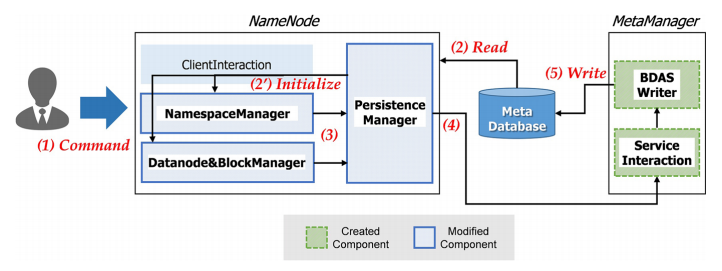 NameNode
MetaManager
ClientInteraction
(2) Read
(2') Initialize
(5) Write
BDAS
Writer
NamespaceManager
Persistence
Manager
Meta
Database
(1) Command
(3)
(4)
Datanode&BlockManager
Service
Interaction
Created
Component
Modified
Component